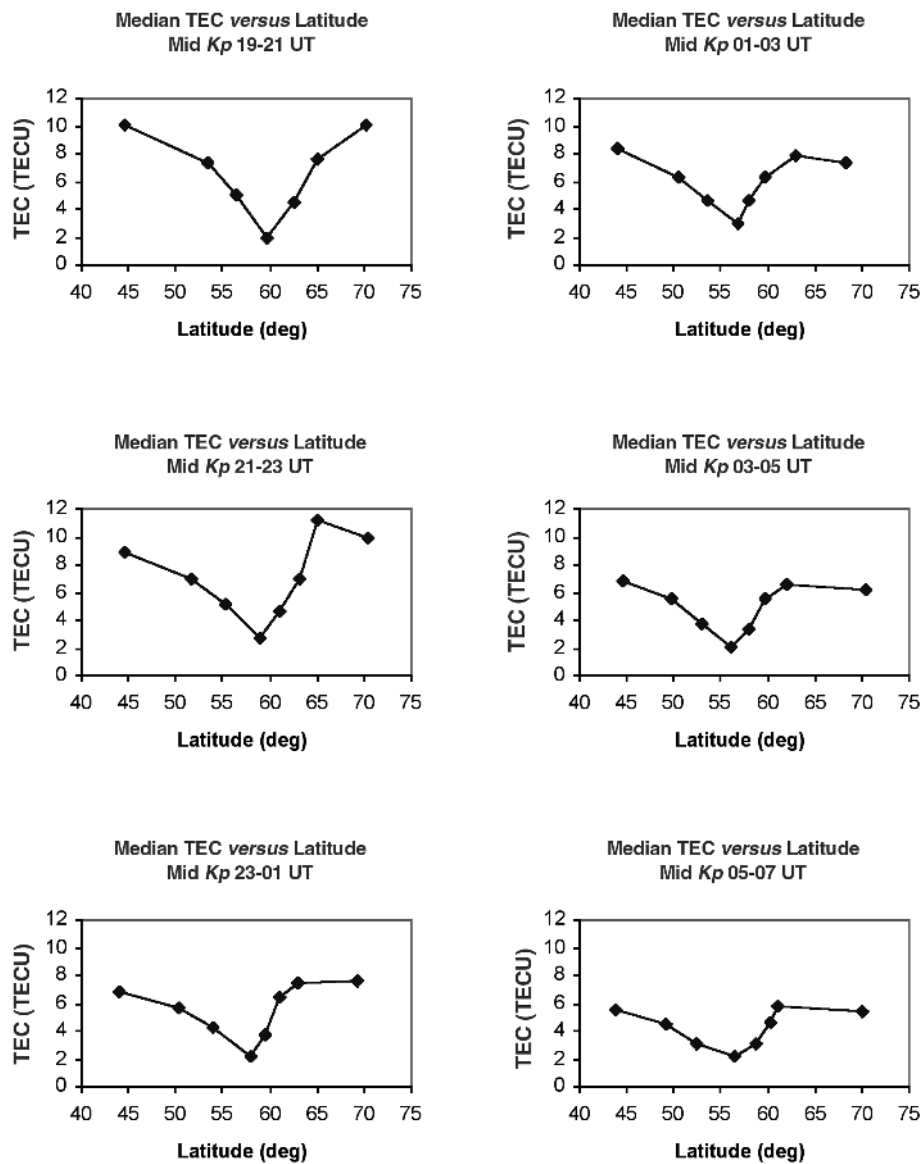 Median TEC versus Latitude
Mid Kp 19-21 UT
12
10
8
6
4
2
0
TEC (TECU)
40 45 50 55 60 65 70 75
Latitude (deg)
Median TEC versus Latitude
Mid Kp 01-03 UT
12
10
8
6
4
2
0
TEC (TECU)
40 45 50 55 60 65 70 75
Latitude (deg)
Median TEC versus Latitude
Mid Kp 21-23 UT
12
10
8
6
4
2
0
TEC (TECU)
40 45 50 55 60 65 70 75
Latitude (deg)
Median TEC versus Latitude
Mid Kp 03-05 UT
12
10
8
6
4
2
0
TEC (TECU)
40 45 50 55 60 65 70 75
Latitude (deg)
Median TEC versus Latitude
Mid Kp 23-01 UT
12
10
8
6
4
2
0
TEC (TECU)
40 45 50 55 60 65 70 75
Latitude (deg)
Median TEC versus Latitude
Mid Kp 05-07 UT
12
10
8
6
4
2
0
TEC (TECU)
40 45 50 55 60 65 70 75
Latitude (deg)